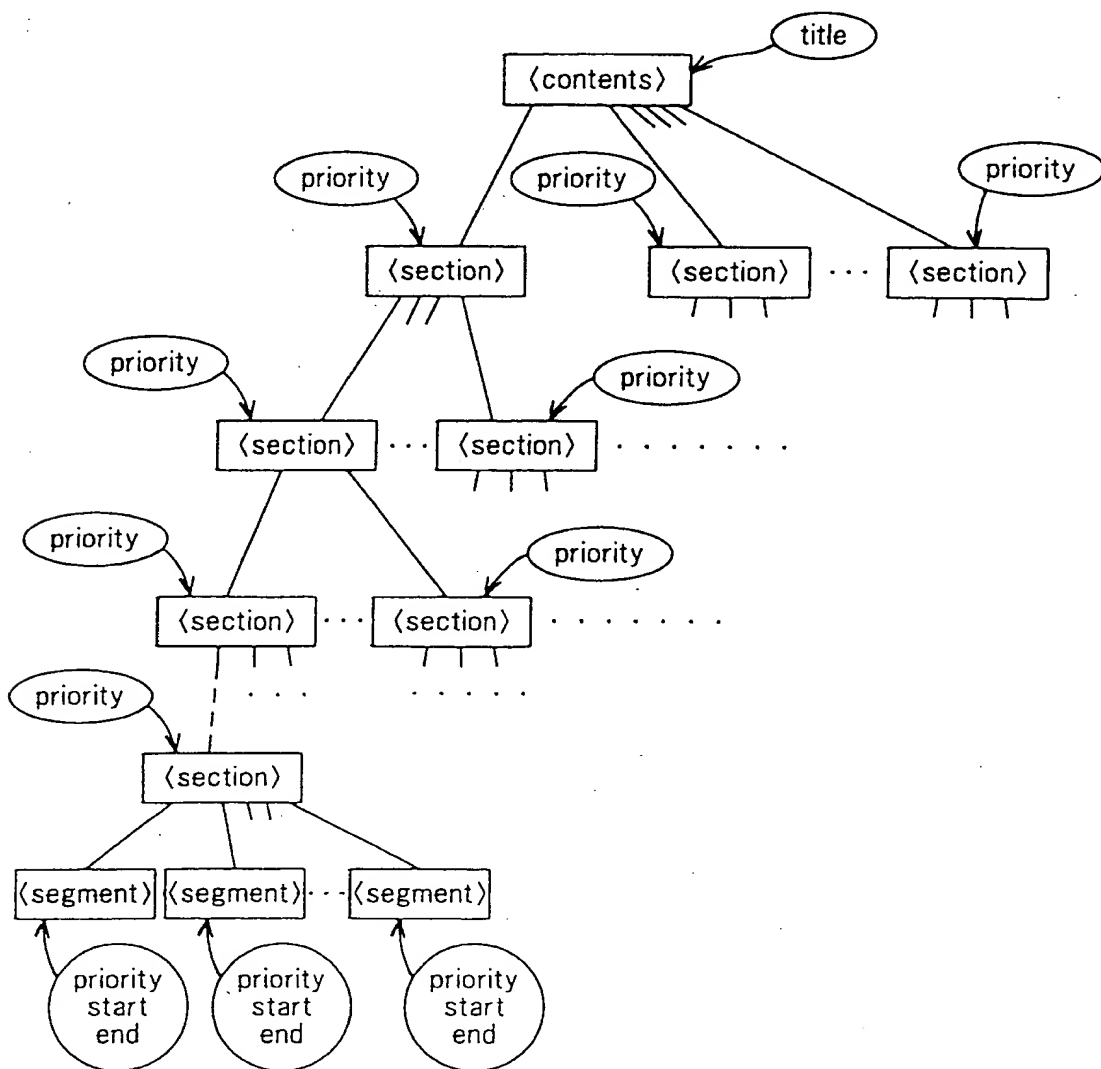 title
〈contents〉
priority
priority
priority
〈section〉
〈section〉
· · ·
〈section〉
priority
priority
〈section〉
· · ·
〈section〉
· · · · · · ·
priority
priority
〈section〉
· · ·
〈section〉
· · · · · · ·
priority
· · · ·
· · · · ·
〈section〉
〈segment〉
〈segment〉
· · ·
〈segment〉
priority
start
end
priority
start
end
priority
start
end